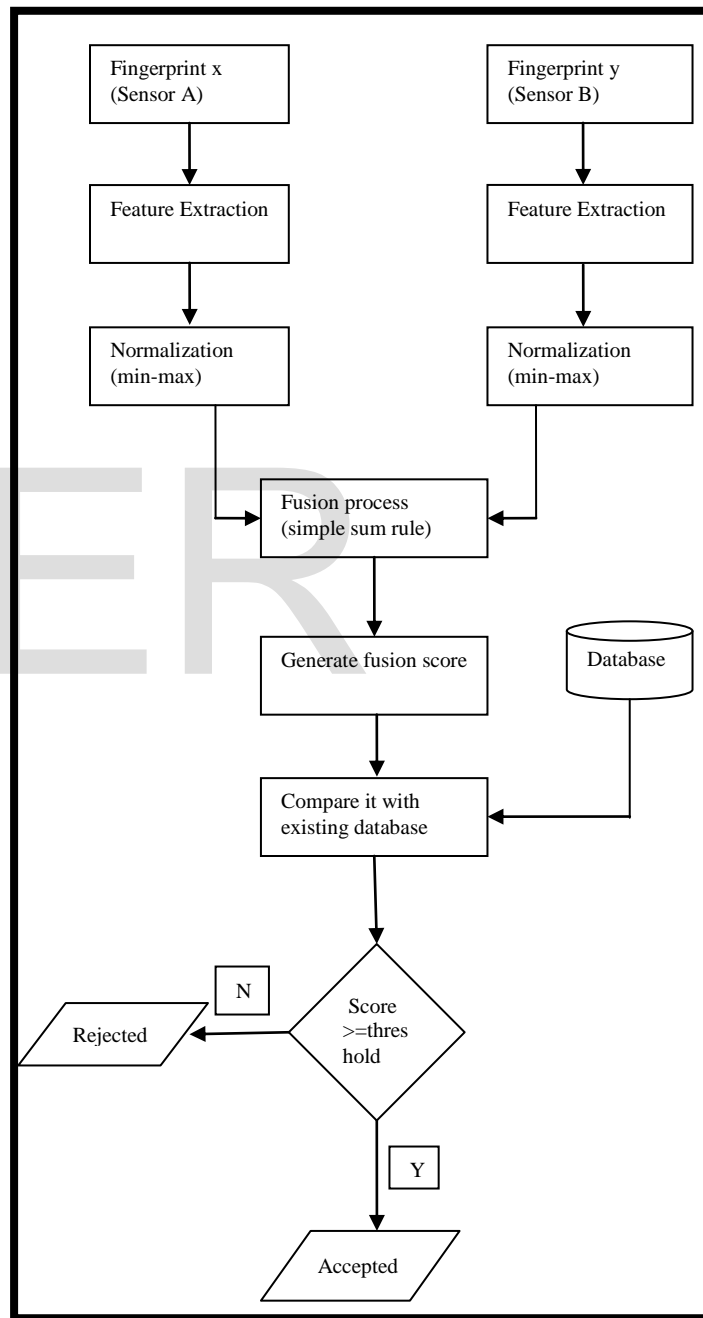 Fingerprint x
(Sensor A)
Fingerprint y
(Sensor B)
Feature Extraction
Feature Extraction
Normalization
(min-max)
Normalization
(min-max)
ER
Fusion process
(simple sum rule)
Generate fusion score
Database
Compare it with
existing database
N
Score
>=thres
hold
Rejected
Y
Accepted